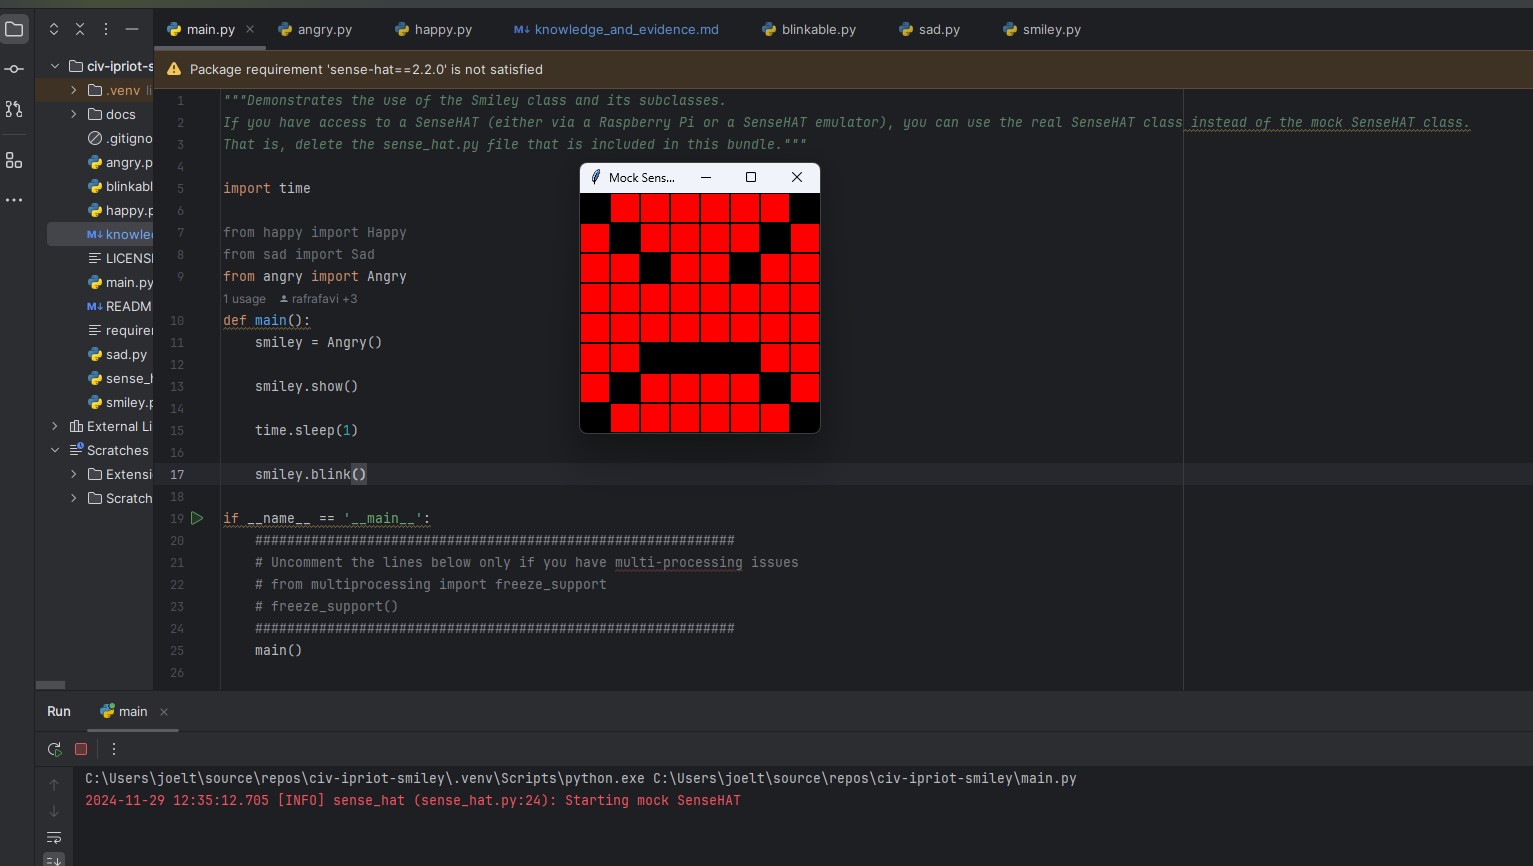 main.py
angry.py
happy.py
knowledge_and_evidence.md
blinkable.py
sad.py
smiley.py
civ-ipriot-s
.venv li
docs
.gitigno
angry.p
blinkabl
happy.p
knowle
LICENS
main.py
READM
requirer
sad.py
sense_h
smiley.p
External Li
Scratches
Extensi
Scratch
Package requirement 'sense-hat==2.2.0' is not satisfied
1 """Demonstrates the use of the Smiley class and its subclasses.
2 If you have access to a SenseHAT (either via a Raspberry Pi or a SenseHAT emulator), you can use the real SenseHAT class instead of the mock SenseHAT class.
3 That is, delete the sense_hat.py file that is included in this bundle."""
4
5 import time
6
7 from happy import Happy
8 from sad import Sad
9 from angry import Angry
1 usage rafrafavi +3
10 def main():
11 smiley = Angry()
12
13 smiley.show()
14
15 time.sleep(1)
16
17 smiley.blink()
18
19 if __name__ == '__main__':
20 ############################################################
21 # Uncomment the lines below only if you have multi-processing issues
22 # from multiprocessing import freeze_support
23 # freeze_support()
24 ############################################################
25 main()
26
Mock Sens...
Run
main
C:\Users\joelt\source\repos\civ-ipriot-smiley\.venv\Scripts\python.exe C:\Users\joelt\source\repos\civ-ipriot-smiley\main.py
2024-11-29 12:35:12.705 [INFO] sense_hat (sense_hat.py:24): Starting mock SenseHAT